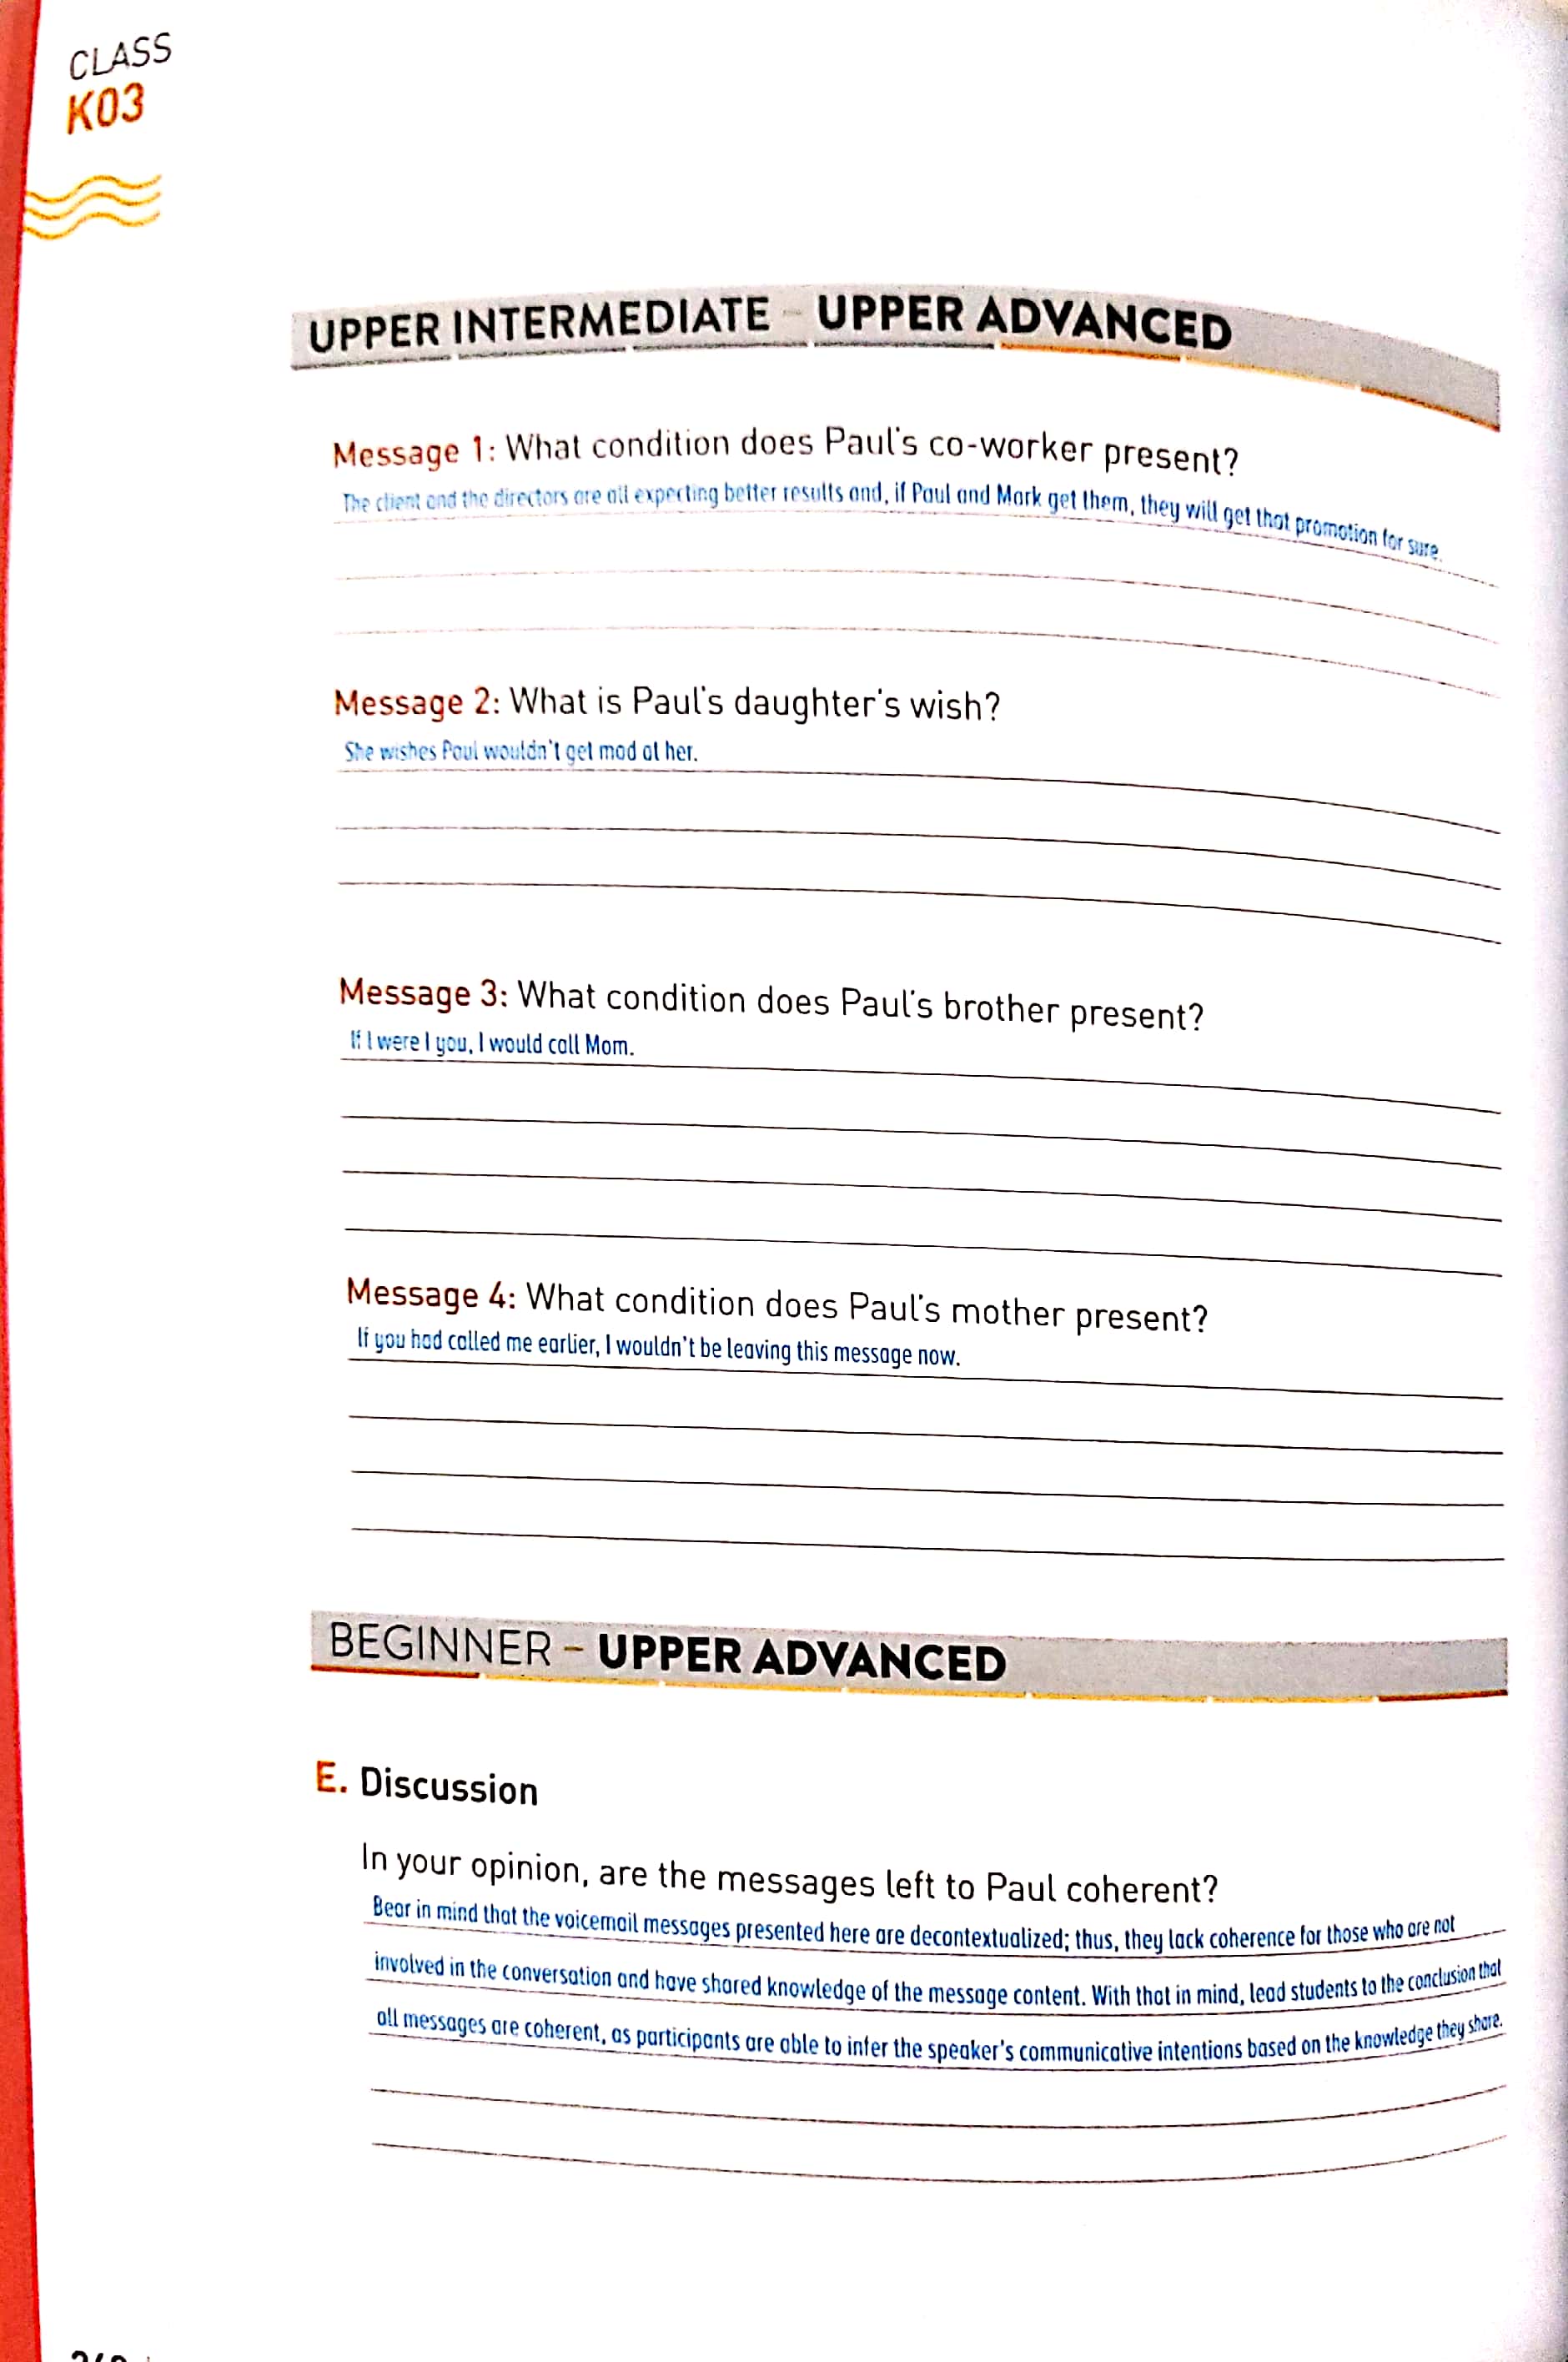 CLASS
K03
UPPER INTERMEDIATE - UPPER ADVANCED
Message 1: What condition does Paul's co-worker present?
The client and the directors are all expecting better results and, if Paul and Mark get them, they will get that promotion for sure.
Message 2: What is Paul's daughter's wish?
She wishes Paul wouldn't get mad at her.
Message 3: What condition does Paul's brother present?
If I were I you, I would call Mom.
Message 4: What condition does Paul's mother present?
If you had called me earlier, I wouldn't be leaving this message now.
BEGINNER – UPPER ADVANCED
E. Discussion
In your opinion, are the messages left to Paul coherent?
Bear in mind that the voicemail messages presented here are decontextualized; thus, they lack coherence for those who are not
involved in the conversation and have shared knowledge of the message content. With that in mind, lead students to the conclusion that
all messages are coherent, as participants are able to infer the speaker's communicative intentions based on the knowledge they share.